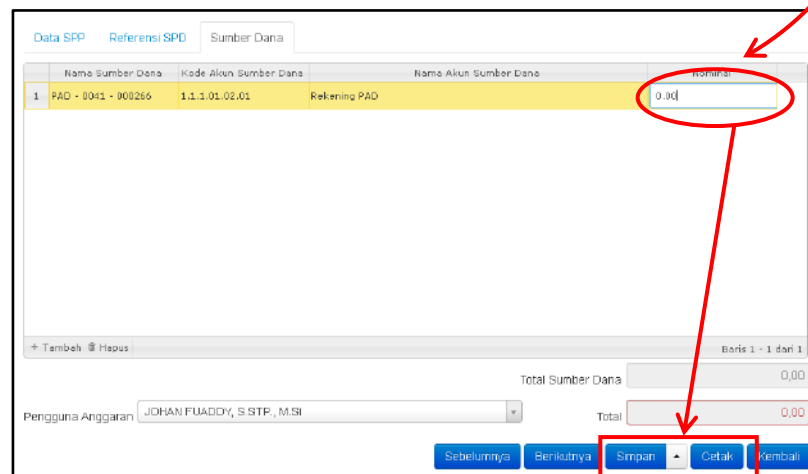 Data SPP Referensi SPD Sumber Dana
Nama Sumber Dana Kode Akun Sumber Dana Nama Akun Sumber Dana Nominal
1 PAD - 0041 - 000266 1.1.1.01.02.01 Rekening PAD 0.00
+ Tambah Hapus Baris 1 - 1 dari 1
Total Sumber Dana 0,00
Pengguna Anggaran JOHAN FUADDY, S.STP., M.SI Total 0,00
Sebelumnya Berikutnya Simpan Cetak Kembali